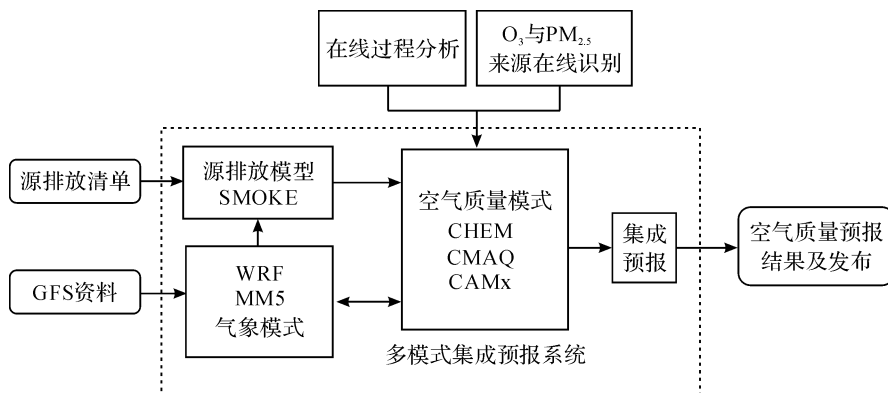 在线过程分析
O₃与PM₂.₅
来源在线识别
源排放清单
源排放模型
SMOKE
空气质量模式
CHEM
CMAQ
CAMx
集成
预报
空气质量预报
结果及发布
GFS资料
WRF
MM5
气象模式
多模式集成预报系统